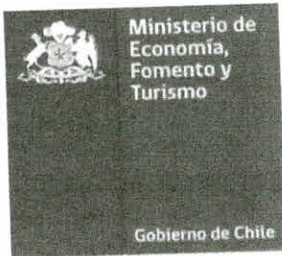 Ministerio de
Economía,
Fomento y
Turismo
Gobierno de Chile